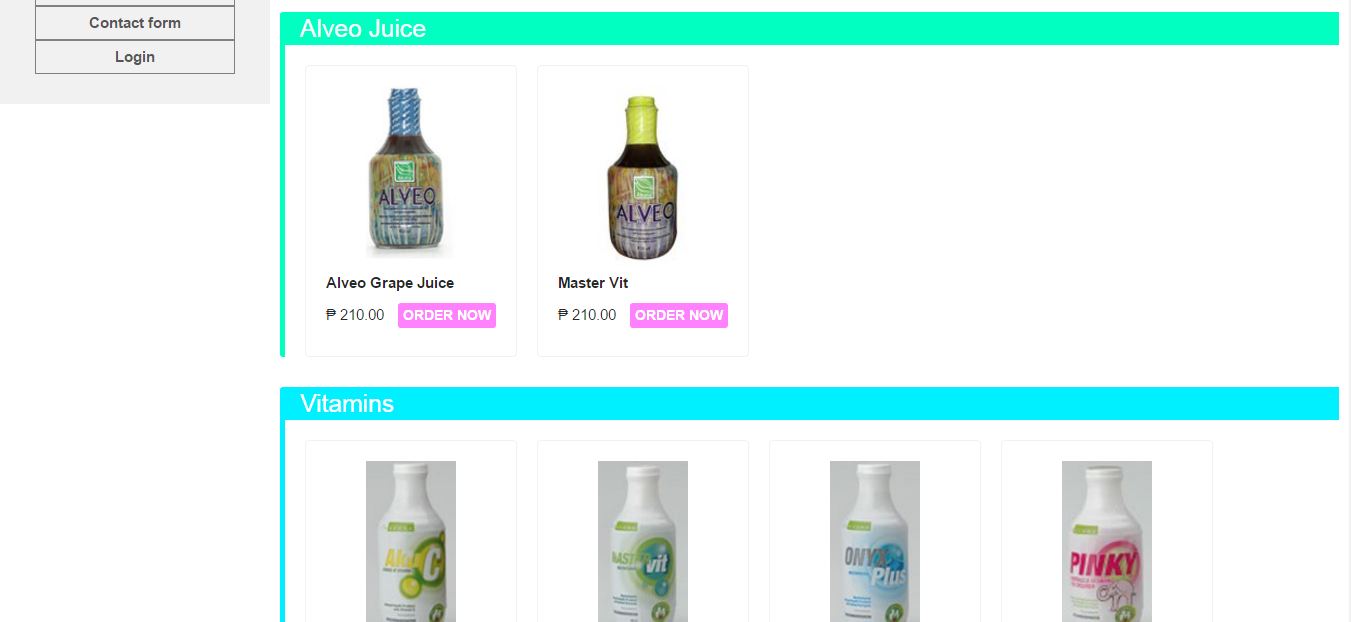 Contact form
Login
Alveo Juice
ALVEO
ALVEO
Alveo Grape Juice
Master Vit
₱ 210.00 ORDER NOW
₱ 210.00 ORDER NOW
Vitamins
C
MASTER
vit
ONYX
Plus
PINKY